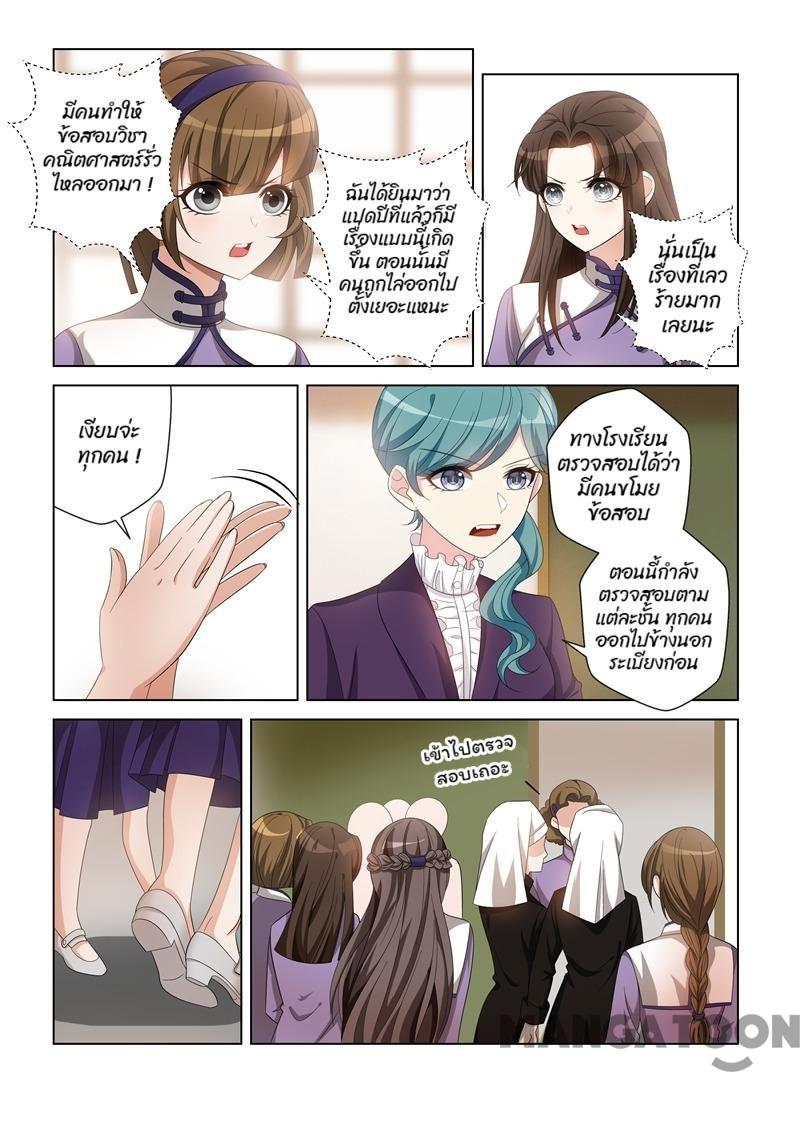 มีคนทำให้
ข้อสอบวิชา
คณิตศาสตร์รั่ว
ไหลออกมา !
ฉันได้ยินมาว่า
แปดปีที่แล้วก็มี
เรื่องแบบนี้เกิด
ขึ้น ตอนนั้นมี
คนถูกไล่ออกไป
ตั้งเยอะแหนะ
นั่นเป็น
เรื่องที่เลว
ร้ายมาก
เลยนะ
เงียบจ่ะ
ทุกคน !
ทางโรงเรียน
ตรวจสอบได้ว่า
มีคนขโมย
ข้อสอบ
ตอนนี้กำลัง
ตรวจสอบตาม
แต่ละชั้น ทุกคน
ออกไปข้างนอก
ระเบียงก่อน
เข้าไปตรวจ
สอบเถอะ
MANGATOON